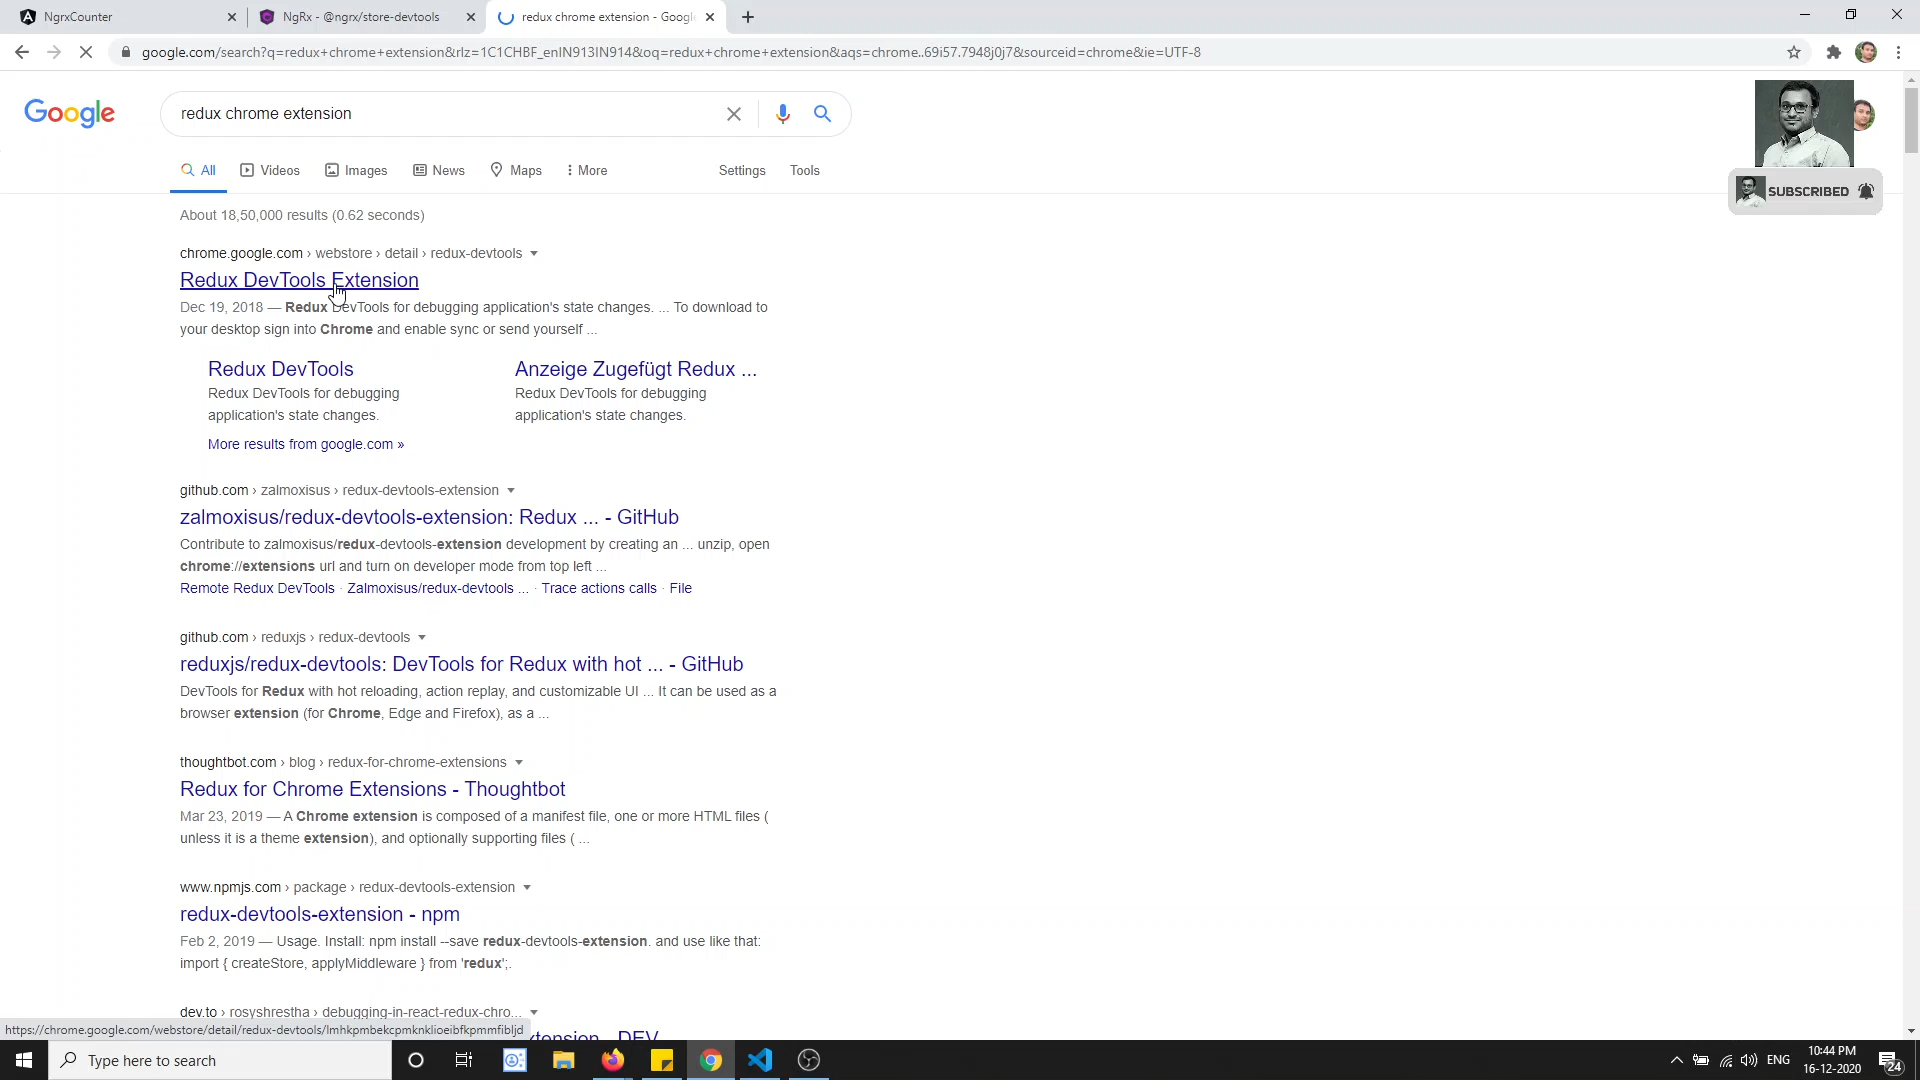 NgrxCounter
NgRx - @ngrx/store-devtools
redux chrome extension - Googl
google.com/search?q=redux+chrome+extension&rlz=1C1CHBF_enIN913IN914&oq=redux+chrome+extension&aqs=chrome..69i57.7948j0j7&sourceid=chrome&ie=UTF-8
Google
redux chrome extension
All
Videos
Images
News
Maps
More
Settings
Tools
SUBSCRIBED
About 18,50,000 results (0.62 seconds)
chrome.google.com › webstore › detail › redux-devtools
Redux DevTools Extension
Dec 19, 2018 — Redux DevTools for debugging application's state changes. ... To download to
your desktop sign into Chrome and enable sync or send yourself ...
Redux DevTools
Redux DevTools for debugging
application's state changes.
Anzeige Zugefügt Redux ...
Redux DevTools for debugging
application's state changes.
More results from google.com »
github.com › zalmoxisus › redux-devtools-extension
zalmoxisus/redux-devtools-extension: Redux ... - GitHub
Contribute to zalmoxisus/redux-devtools-extension development by creating an ... unzip, open
chrome://extensions url and turn on developer mode from top left ...
Remote Redux DevTools · Zalmoxisus/redux-devtools ... · Trace actions calls · File
github.com › reduxjs › redux-devtools
reduxjs/redux-devtools: DevTools for Redux with hot ... - GitHub
DevTools for Redux with hot reloading, action replay, and customizable UI ... It can be used as a
browser extension (for Chrome, Edge and Firefox), as a ...
thoughtbot.com › blog › redux-for-chrome-extensions
Redux for Chrome Extensions - Thoughtbot
Mar 23, 2019 — A Chrome extension is composed of a manifest file, one or more HTML files (
unless it is a theme extension), and optionally supporting files ( ...
www.npmjs.com › package › redux-devtools-extension
redux-devtools-extension - npm
Feb 2, 2019 — Usage. Install: npm install --save redux-devtools-extension. and use like that:
import { createStore, applyMiddleware } from 'redux';.
dev.to › rosyshrestha › debugging-in-react-redux-chro...
https://chrome.google.com/webstore/detail/redux-devtools/lmhkpmbekcpmknklioeibfkpmmfibljd
xtension - DEV
Type here to search
ENG
10:44 PM
16-12-2020
24